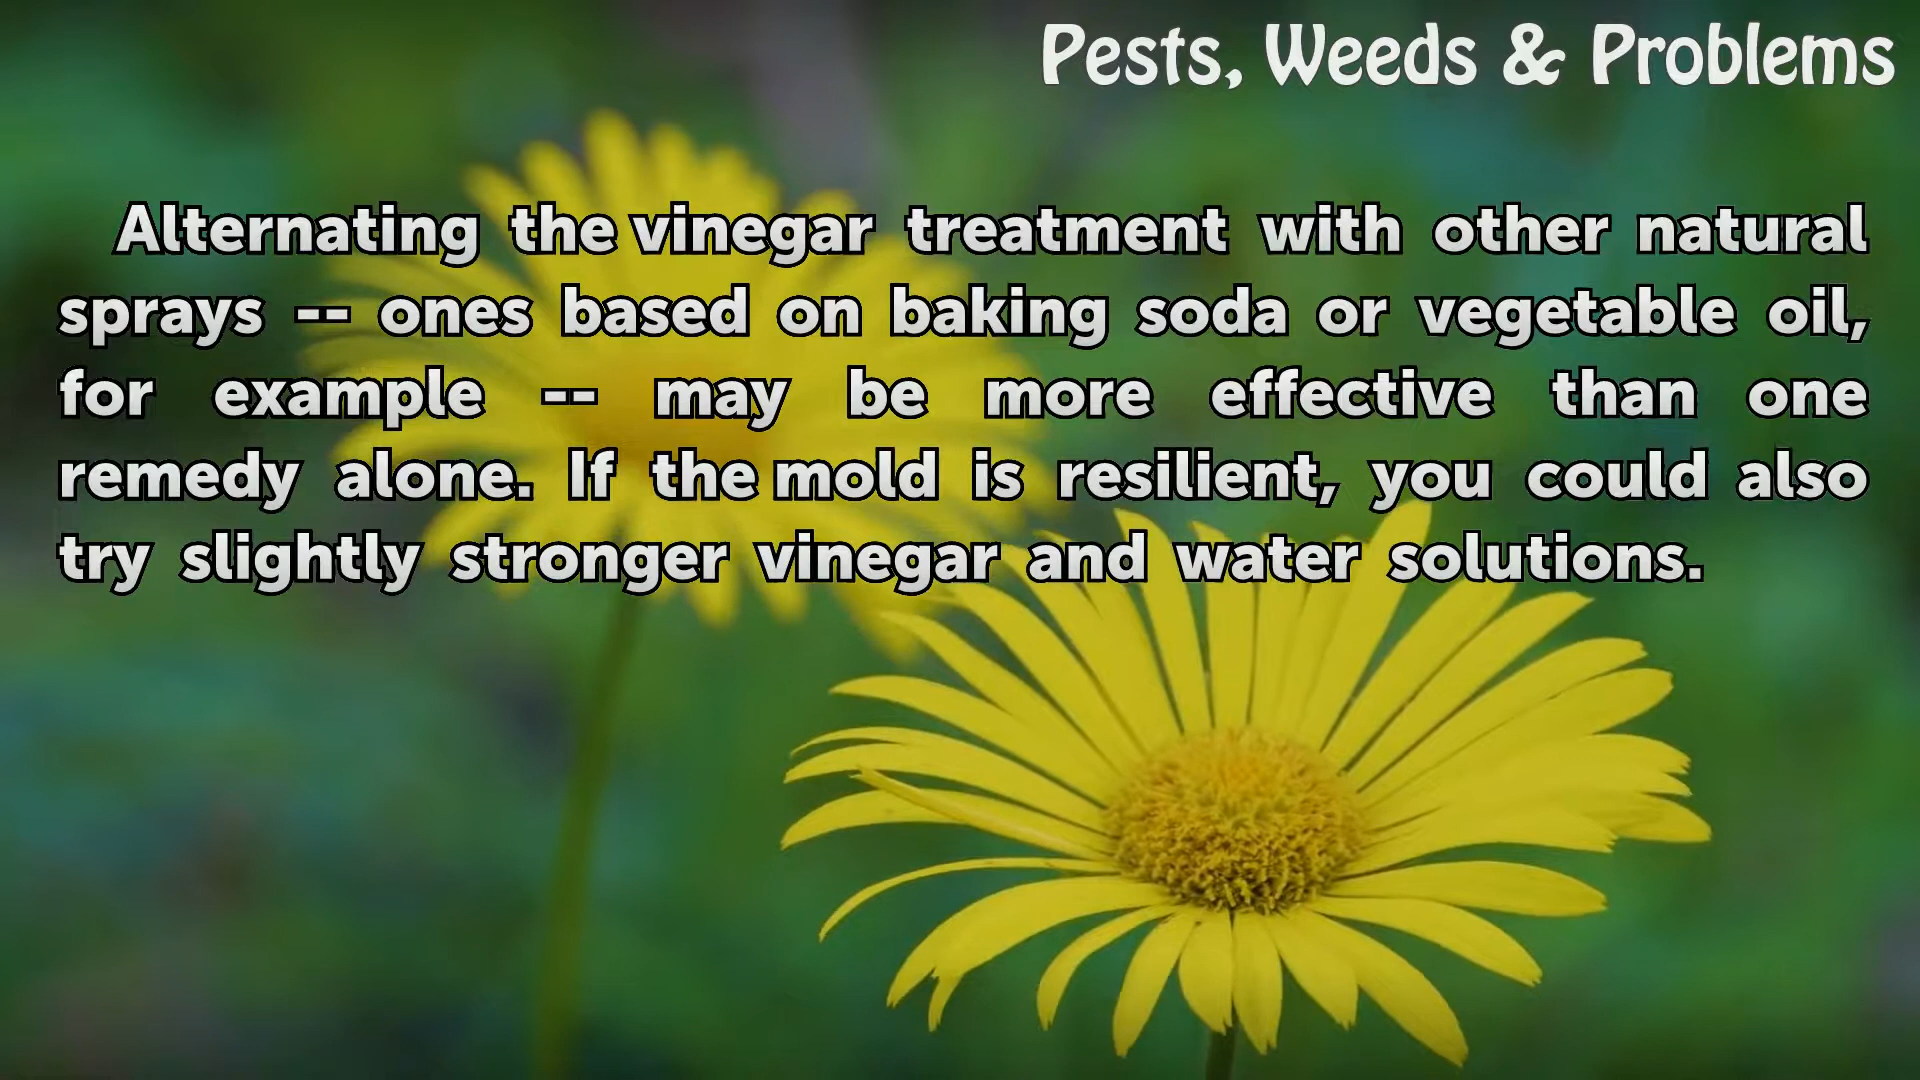 Pests, Weeds & Problems
Alternating the vinegar treatment with other natural
sprays -- ones based on baking soda or vegetable oil,
for example -- may be more effective than one
remedy alone. If the mold is resilient, you could also
try slightly stronger vinegar and water solutions.